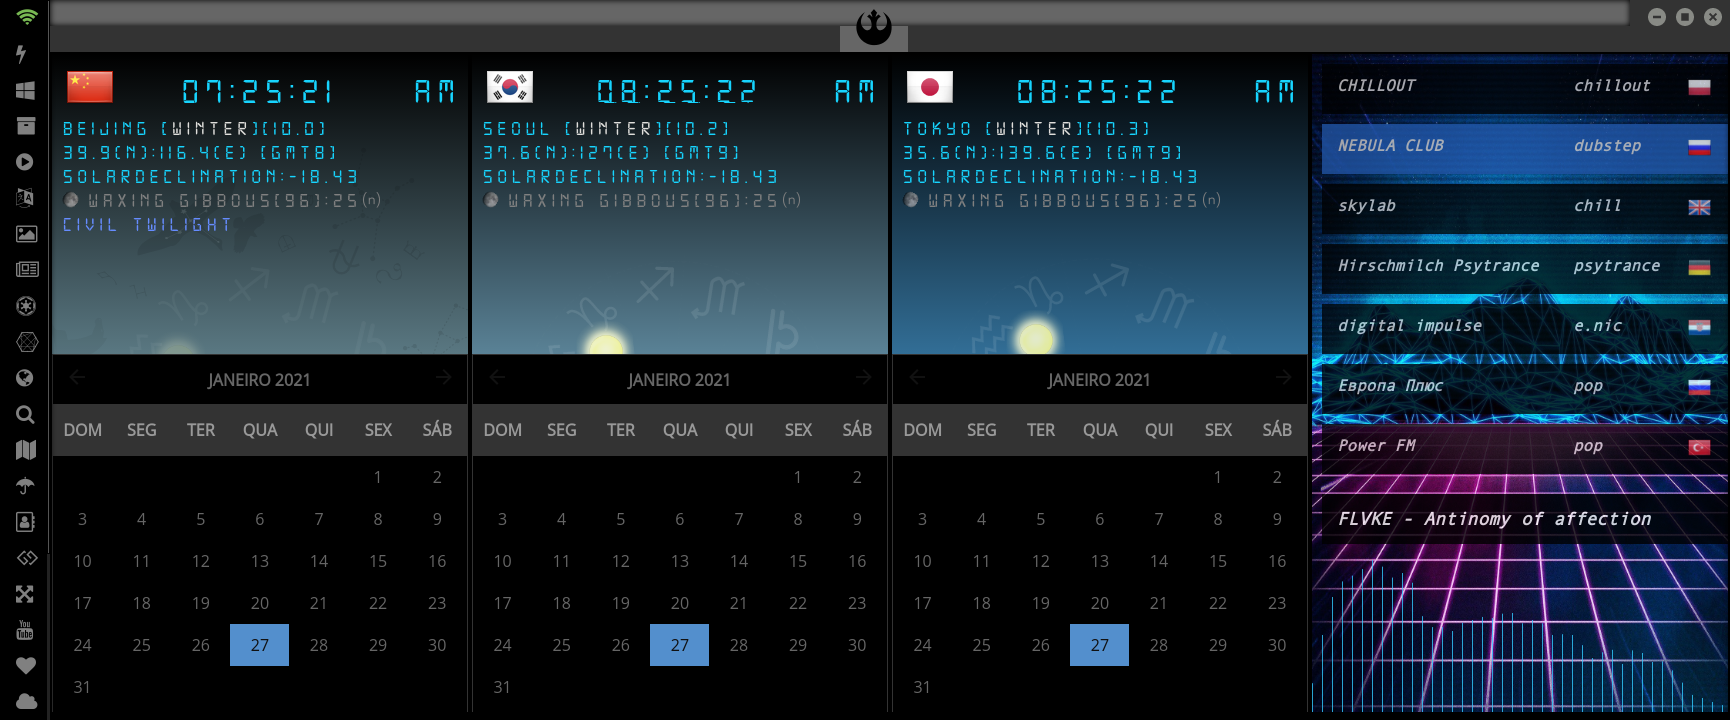 07:25:21 AM
BEIJING [WINTER][10.0]
39.9(N):116.4(E) [GMT8]
SOLARDECLINATION:-18.43
WAXING GIBBOUS[96]:25(n)
CIVIL TWILIGHT
JANEIRO 2021
DOM SEG TER QUA QUI SEX SÁB
1 2
3 4 5 6 7 8 9
10 11 12 13 14 15 16
17 18 19 20 21 22 23
24 25 26 27 28 29 30
31
08:25:22 AM
SEOUL [WINTER][10.2]
37.6(N):127(E) [GMT9]
SOLARDECLINATION:-18.43
WAXING GIBBOUS[96]:25(n)
JANEIRO 2021
DOM SEG TER QUA QUI SEX SÁB
1 2
3 4 5 6 7 8 9
10 11 12 13 14 15 16
17 18 19 20 21 22 23
24 25 26 27 28 29 30
31
08:25:22 AM
TOKYO [WINTER][10.3]
35.6(N):139.6(E) [GMT9]
SOLARDECLINATION:-18.43
WAXING GIBBOUS[96]:25(n)
JANEIRO 2021
DOM SEG TER QUA QUI SEX SÁB
1 2
3 4 5 6 7 8 9
10 11 12 13 14 15 16
17 18 19 20 21 22 23
24 25 26 27 28 29 30
31
CHILLOUT chillout
NEBULA CLUB dubstep
skylab chill
Hirschmilch Psytrance psytrance
digital impulse e.nic
Европа Плюс pop
Power FM pop
FLVKE - Antinomy of affection
You
Tube